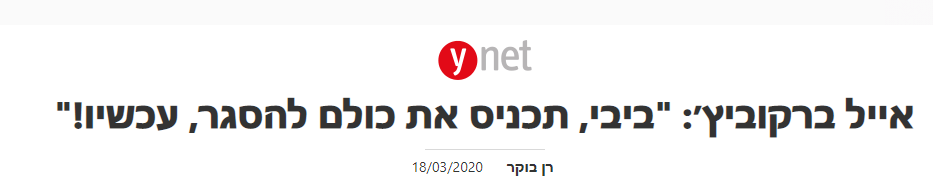 ynet
אייל ברקוביץ׳: "ביבי, תכניס את כולם להסגר, עכשיו!"
רן בוקר 18/03/2020